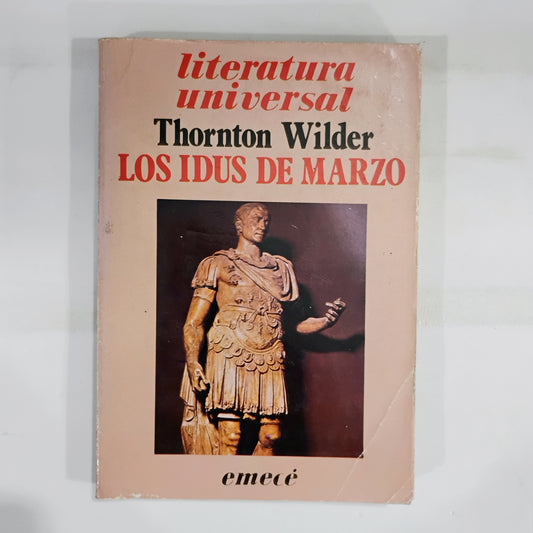 literatura
universal
Thornton Wilder
LOS IDUS DE MARZO
emecé